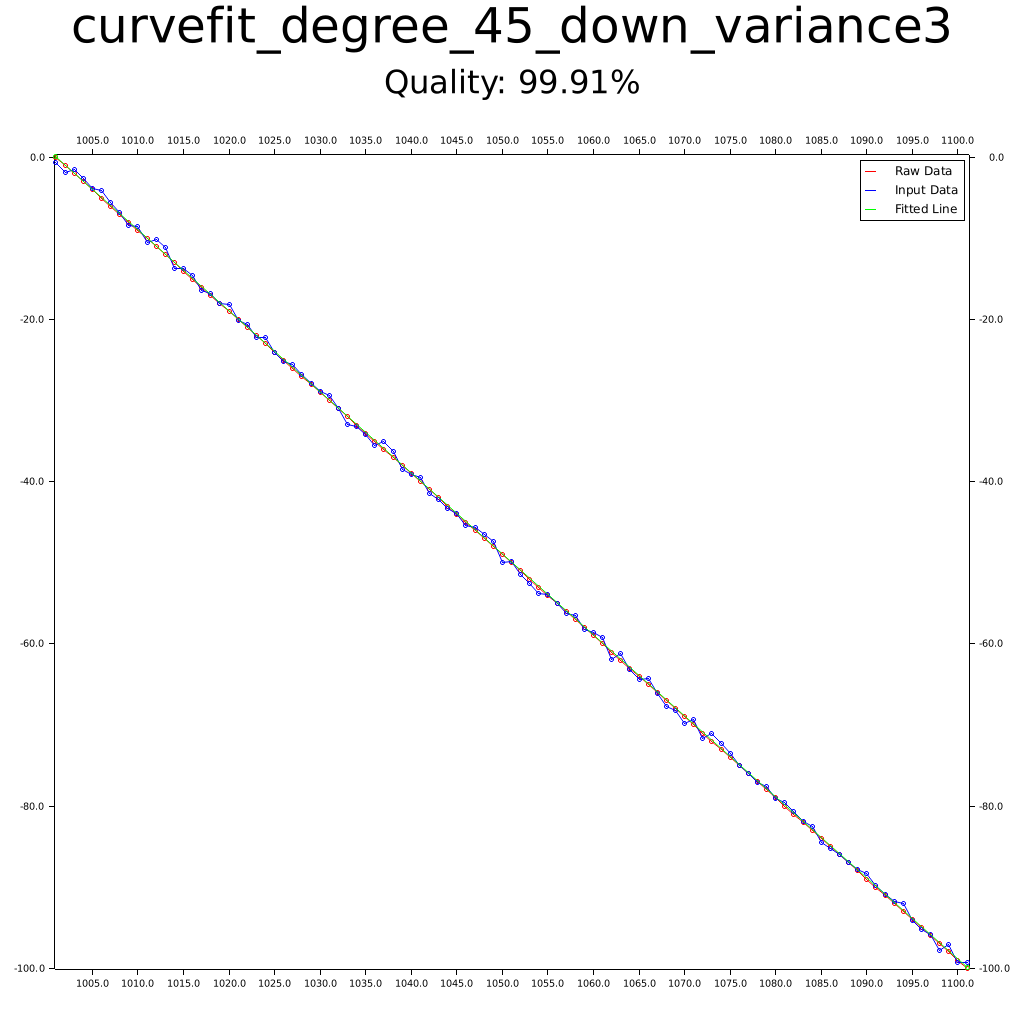 curvefit_degree_45_down_variance3
Quality: 99.91%
1005.0 1010.0 1015.0 1020.0 1025.0 1030.0 1035.0 1040.0 1045.0 1050.0 1055.0 1060.0 1065.0 1070.0 1075.0 1080.0 1085.0 1090.0 1095.0 1100.0
0.0 0.0
Raw Data
Input Data
Fitted Line
-20.0 -20.0
-40.0 -40.0
-60.0 -60.0
-80.0 -80.0
-100.0 -100.0
1005.0 1010.0 1015.0 1020.0 1025.0 1030.0 1035.0 1040.0 1045.0 1050.0 1055.0 1060.0 1065.0 1070.0 1075.0 1080.0 1085.0 1090.0 1095.0 1100.0